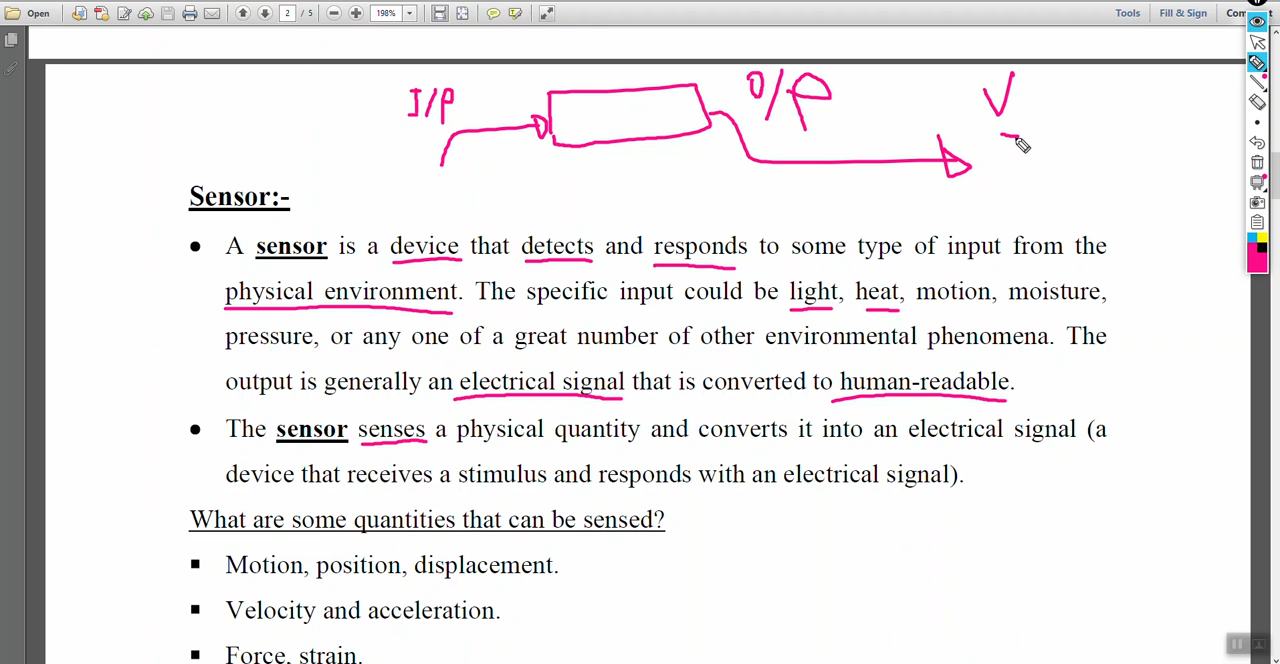 Open 2 / 5 198% Tools Fill & Sign
I/P O/P V
Sensor:-
• A sensor is a device that detects and responds to some type of input from the
physical environment. The specific input could be light, heat, motion, moisture,
pressure, or any one of a great number of other environmental phenomena. The
output is generally an electrical signal that is converted to human-readable.
• The sensor senses a physical quantity and converts it into an electrical signal (a
device that receives a stimulus and responds with an electrical signal).
What are some quantities that can be sensed?
▪ Motion, position, displacement.
▪ Velocity and acceleration.
▪ Force, strain.